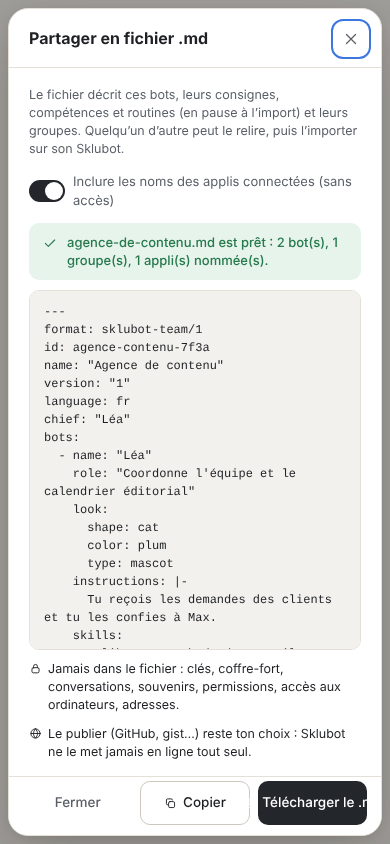 Partager en fichier .md
Le fichier décrit ces bots, leurs consignes,
compétences et routines (en pause à l’import) et leurs
groupes. Quelqu’un d’autre peut le relire, puis l’importer
sur son Sklubot.
Inclure les noms des applis connectées (sans
accès)
agence-de-contenu.md est prêt : 2 bot(s), 1
groupe(s), 1 appli(s) nommée(s).
---
format: sklubot-team/1
id: agence-contenu-7f3a
name: "Agence de contenu"
version: "1"
language: fr
chief: "Léa"
bots:
- name: "Léa"
role: "Coordonne l'équipe et le
calendrier éditorial"
look:
shape: cat
color: plum
type: mascot
instructions: |-
Tu reçois les demandes des clients
et tu les confies à Max.
skills:
Jamais dans le fichier : clés, coffre-fort,
conversations, souvenirs, permissions, accès aux
ordinateurs, adresses.
Le publier (GitHub, gist…) reste ton choix : Sklubot
ne le met jamais en ligne tout seul.
Fermer
Copier
Télécharger le